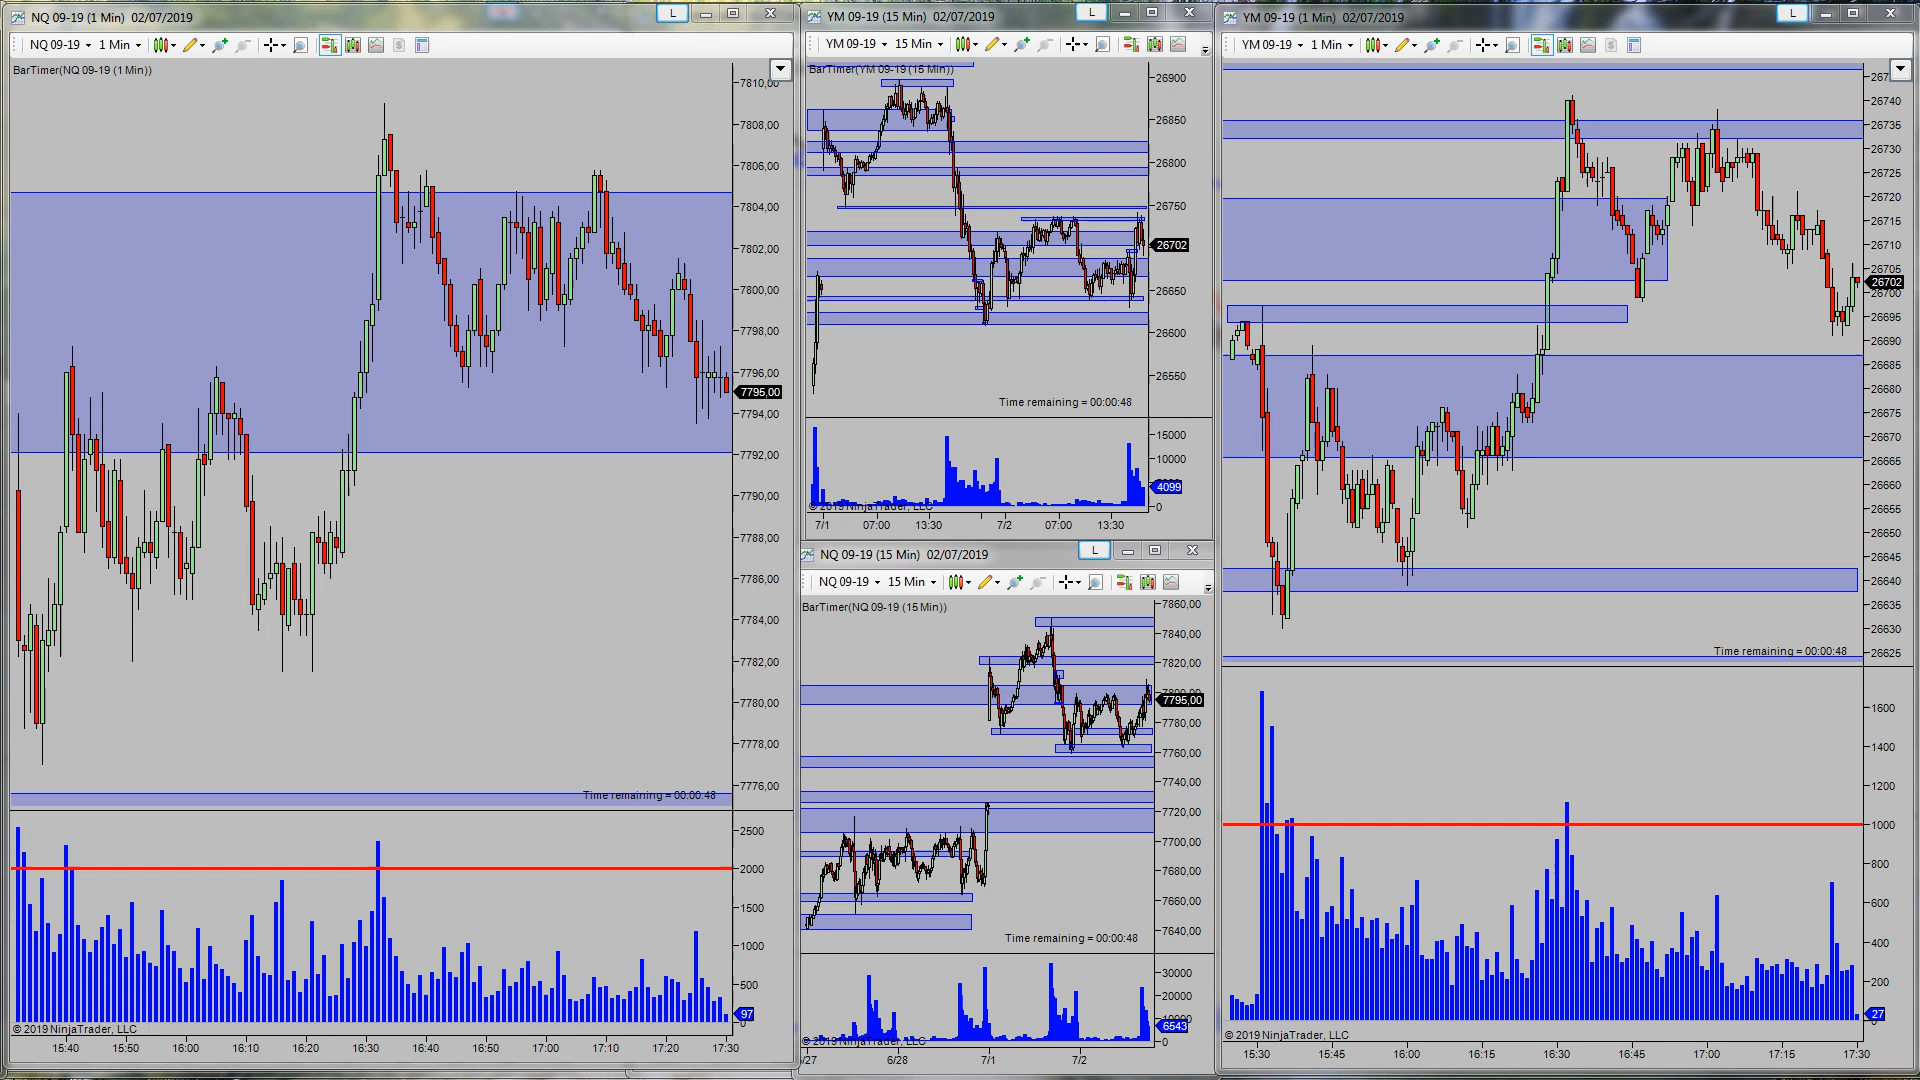 NQ 09-19 (1 Min)  02/07/2019
L
NQ 09-19
1 Min
BarTimer(NQ 09-19 (1 Min))
7810,00
7808,00
7806,00
7804,00
7802,00
7800,00
7798,00
7796,00
7795,00
7794,00
7792,00
7790,00
7788,00
7786,00
7784,00
7782,00
7780,00
7778,00
7776,00
Time remaining = 00:00:48
2500
2000
1500
1000
500
97
0
© 2019 NinjaTrader, LLC
15:40 15:50 16:00 16:10 16:20 16:30 16:40 16:50 17:00 17:10 17:20 17:30
YM 09-19 (15 Min)  02/07/2019
L
YM 09-19
15 Min
BarTimer(YM 09-19 (15 Min))
26900
26850
26800
26750
26702
26650
26600
26550
Time remaining = 00:00:48
15000
10000
4099
0
© 2019 NinjaTrader, LLC
7/1 07:00 13:30 7/2 07:00 13:30
NQ 09-19 (15 Min)  02/07/2019
L
NQ 09-19
15 Min
BarTimer(NQ 09-19 (15 Min))
7860,00
7840,00
7820,00
7800,00
7795,00
7780,00
7760,00
7740,00
7720,00
7700,00
7680,00
7660,00
7640,00
Time remaining = 00:00:48
30000
20000
10000
6543
0
© 2019 NinjaTrader, LLC
/27 6/28 7/1 7/2
YM 09-19 (1 Min)  02/07/2019
L
YM 09-19
1 Min
267
26740
26735
26730
26725
26720
26715
26710
26705
26702
26700
26695
26690
26685
26680
26675
26670
26665
26660
26655
26650
26645
26640
26635
26630
26625
Time remaining = 00:00:48
1600
1400
1200
1000
800
600
400
200
27
© 2019 NinjaTrader, LLC
15:30 15:45 16:00 16:15 16:30 16:45 17:00 17:15 17:30